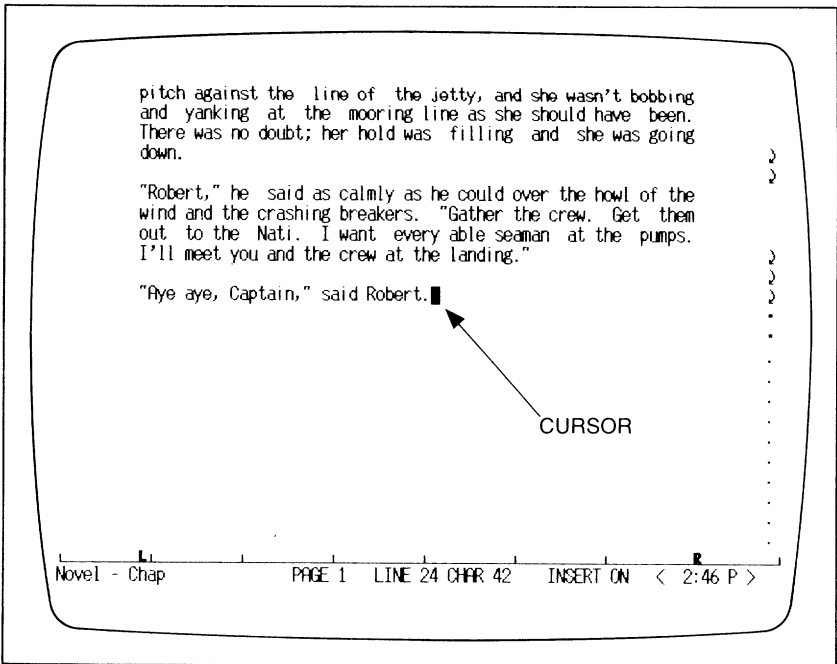 pitch against the line of the jetty, and she wasn't bobbing
and yanking at the mooring line as she should have been.
There was no doubt; her hold was filling and she was going
down.
"Robert," he said as calmly as he could over the howl of the
wind and the crashing breakers. "Gather the crew. Get them
out to the Nati. I want every able seaman at the pumps.
I'll meet you and the crew at the landing."
"Aye aye, Captain," said Robert.
CURSOR
L R
Novel - Chap PAGE 1 LINE 24 CHAR 42 INSERT ON < 2:46 P >